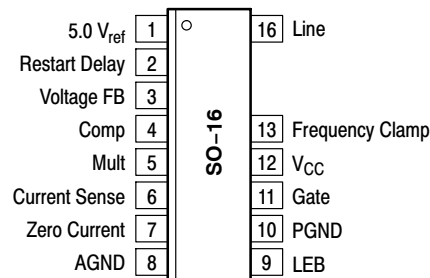 5.0 Vref 1 16 Line
Restart Delay 2
Voltage FB 3
Comp 4 13 Frequency Clamp
Mult 5 12 VCC
Current Sense 6 11 Gate
Zero Current 7 10 PGND
AGND 8 9 LEB
SO–16